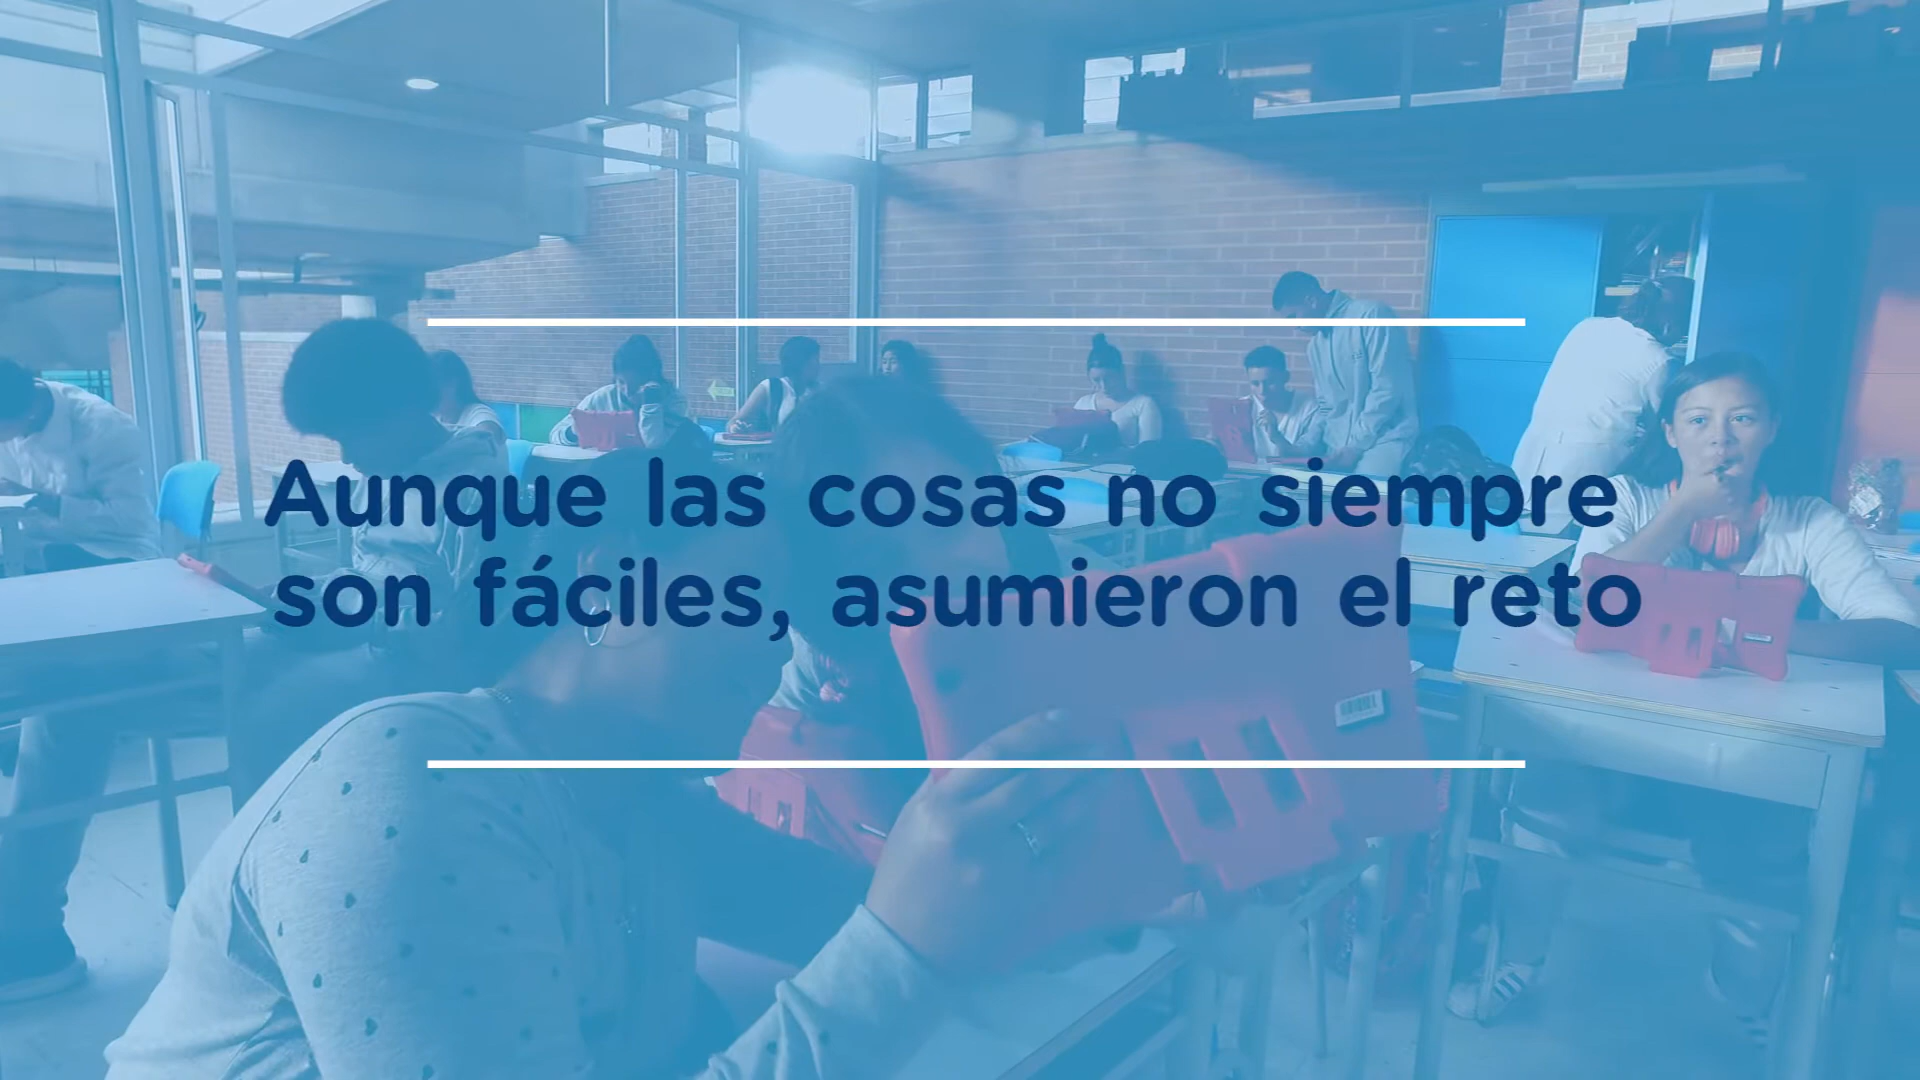 Aunque las cosas no siempre
son fáciles, asumieron el reto